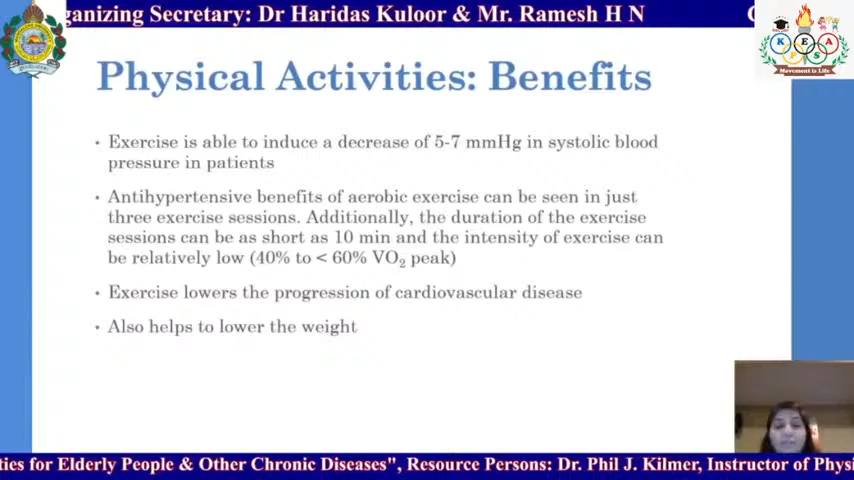 ganizing Secretary: Dr Haridas Kuloor & Mr. Ramesh H N
Physical Activities: Benefits
• Exercise is able to induce a decrease of 5-7 mmHg in systolic blood
pressure in patients
• Antihypertensive benefits of aerobic exercise can be seen in just
three exercise sessions. Additionally, the duration of the exercise
sessions can be as short as 10 min and the intensity of exercise can
be relatively low (40% to < 60% VO₂ peak)
• Exercise lowers the progression of cardiovascular disease
• Also helps to lower the weight
K E A
P S
Movement is Life
ties for Elderly People & Other Chronic Diseases", Resource Persons: Dr. Phil J. Kilmer, Instructor of Physi